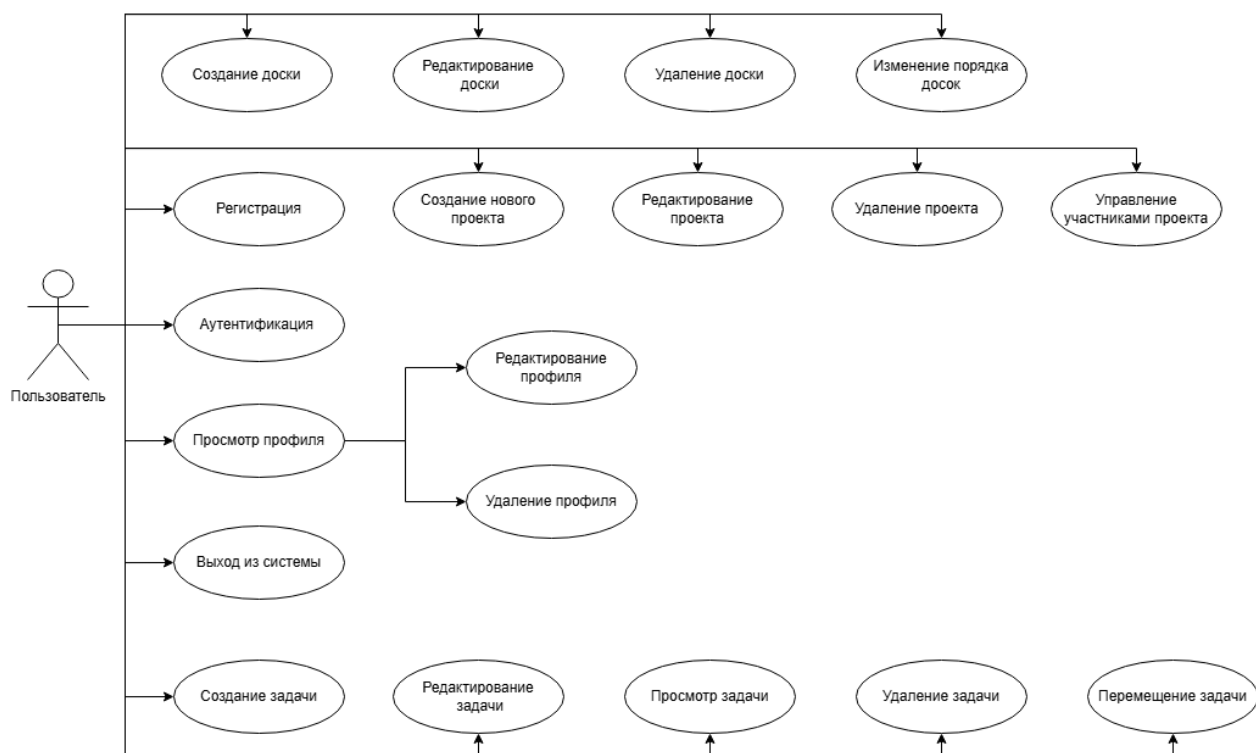 Создание доски
Редактирование
доски
Удаление доски
Изменение порядка
досок
Регистрация
Создание нового
проекта
Редактирование
проекта
Удаление проекта
Управление
участниками проекта
Пользователь
Аутентификация
Редактирование
профиля
Просмотр профиля
Удаление профиля
Выход из системы
Создание задачи
Редактирование
задачи
Просмотр задачи
Удаление задачи
Перемещение задачи